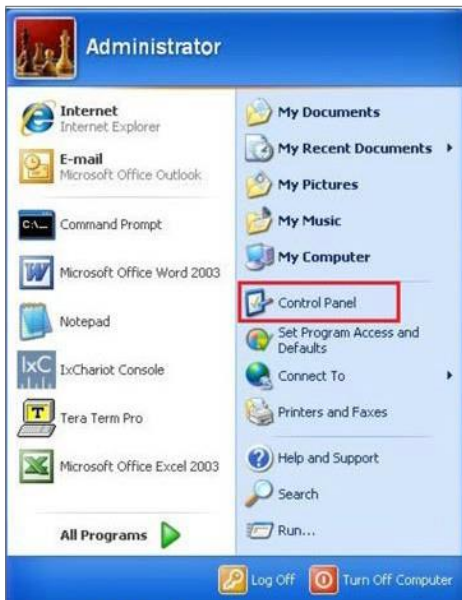 Administrator
Internet
Internet Explorer
E-mail
Microsoft Office Outlook
C:\_
Command Prompt
Microsoft Office Word 2003
Notepad
IxC
IxChariot Console
T
Tera Term Pro
Microsoft Office Excel 2003
All Programs
My Documents
My Recent Documents
My Pictures
My Music
My Computer
Control Panel
Set Program Access and
Defaults
Connect To
Printers and Faxes
Help and Support
Search
Run...
Log Off
Turn Off Computer